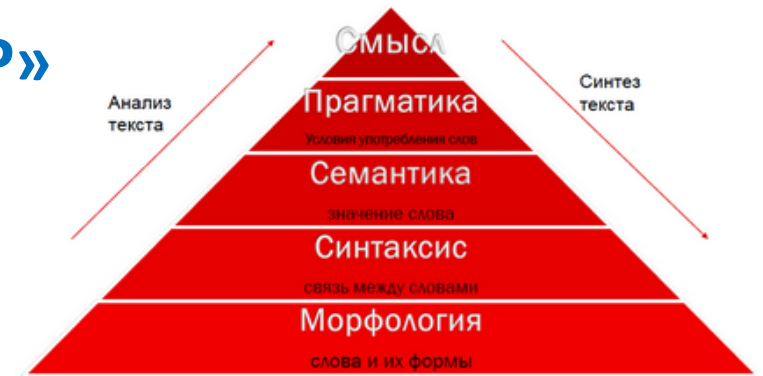 Р»
Смысл
Анализ
текста
Синтез
текста
Прагматика
Условия употребления слов
Семантика
значение слова
Синтаксис
связь между словами
Морфология
слова и их формы